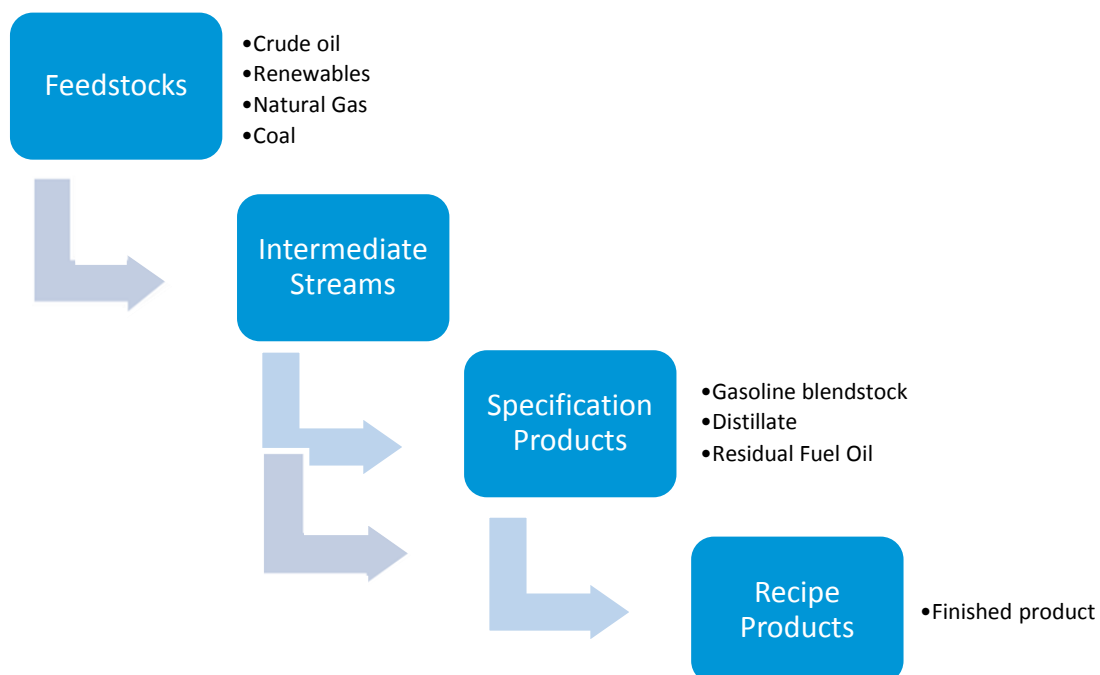 Feedstocks
•Crude oil
•Renewables
•Natural Gas
•Coal
Intermediate
Streams
Specification
Products
•Gasoline blendstock
•Distillate
•Residual Fuel Oil
Recipe
Products
•Finished product